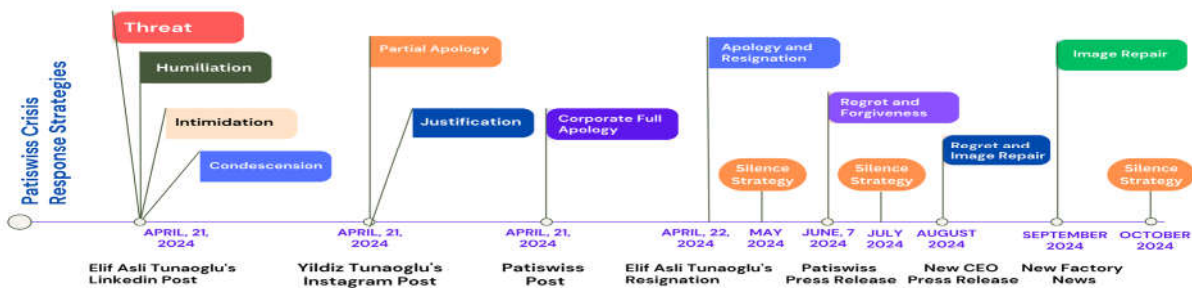 Patiswiss Crisis
Response Strategies
Threat
Humiliation
Intimidation
Condescension
APRIL, 21,
2024
Elif Asli Tunaoglu's
Linkedin Post
Partial Apology
Justification
APRIL, 21,
2024
Yildiz Tunaoglu's
Instagram Post
Corporate Full
Apology
APRIL, 21,
2024
Patiswiss
Post
Apology and
Resignation
APRIL, 22,
2024
Elif Asli Tunaoglu's
Resignation
Silence
Strategy
MAY
2024
Regret and
Forgiveness
JUNE, 7
2024
Patiswiss
Press Release
Silence
Strategy
JULY
2024
Regret and
Image Repair
AUGUST
2024
New CEO
Press Release
Image Repair
SEPTEMBER
2024
New Factory
News
Silence
Strategy
OCTOBER
2024